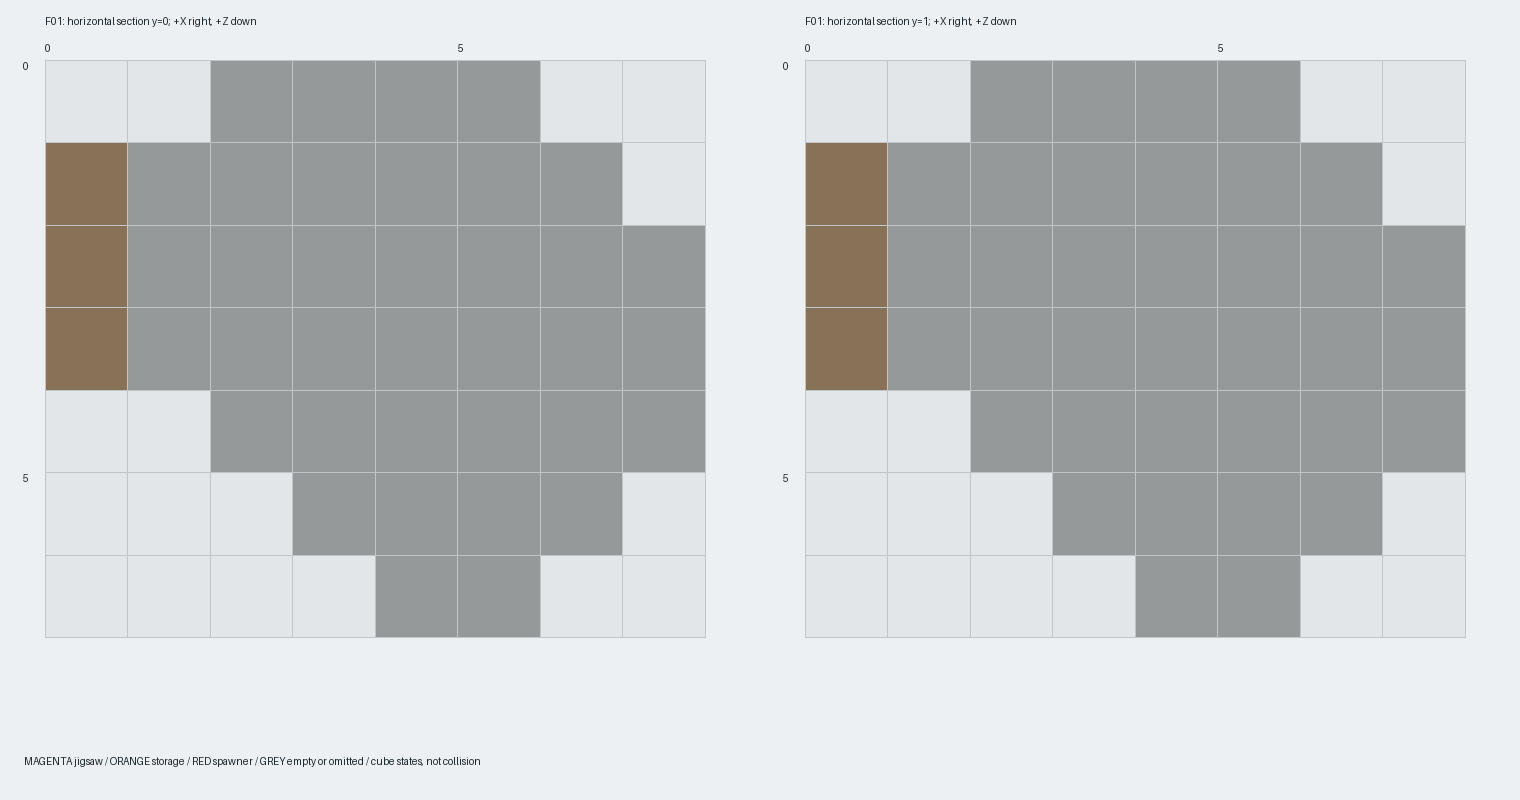 F01: horizontal section y=0; +X right, +Z down
F01: horizontal section y=1; +X right, +Z down
0 5
0 5
0
0
5
5
MAGENTA jigsaw / ORANGE storage / RED spawner / GREY empty or omitted / cube states, not collision